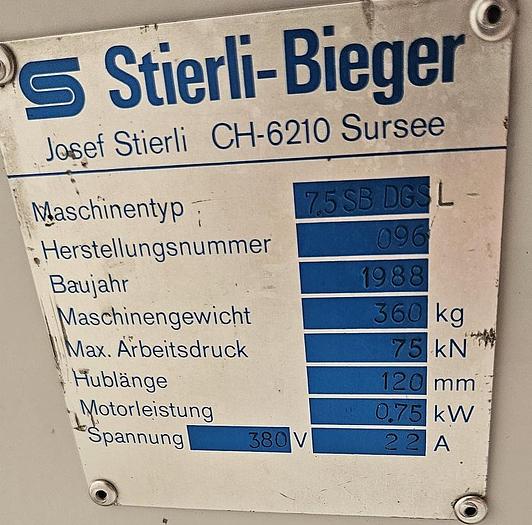 Stierli-Bieger
Josef Stierli CH-6210 Sursee
Maschinentyp 7.5 SB DGSL
Herstellungsnummer 096
Baujahr 1988
Maschinengewicht 360 kg
Max. Arbeitsdruck 75 kN
Hublänge 120 mm
Motorleistung 0.75 kW
Spannung 380 V 2 2 A